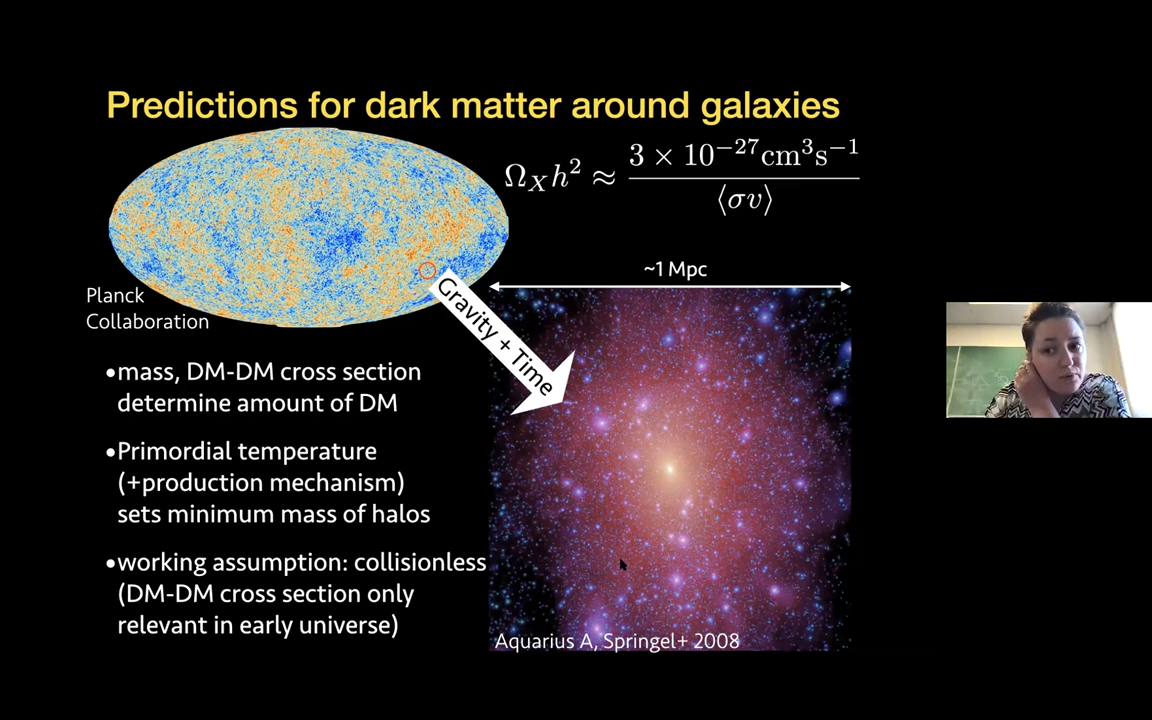 Predictions for dark matter around galaxies
Ω_X h² ≈ 3 × 10⁻²⁷cm³s⁻¹ / ⟨σv⟩
~1 Mpc
Planck
Collaboration
Gravity + Time
•mass, DM-DM cross section
determine amount of DM
•Primordial temperature
(+production mechanism)
sets minimum mass of halos
•working assumption: collisionless
(DM-DM cross section only
relevant in early universe)
Aquarius A, Springel+ 2008